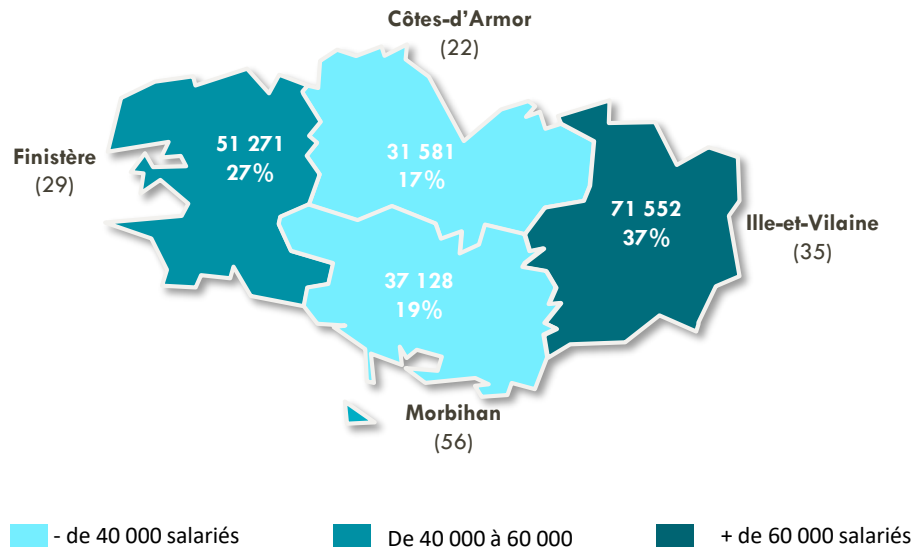 Côtes-d'Armor
(22)
Finistère
(29)
51 271
27%
31 581
17%
71 552
37%
Ille-et-Vilaine
(35)
37 128
19%
Morbihan
(56)
- de 40 000 salariés
De 40 000 à 60 000
+ de 60 000 salariés